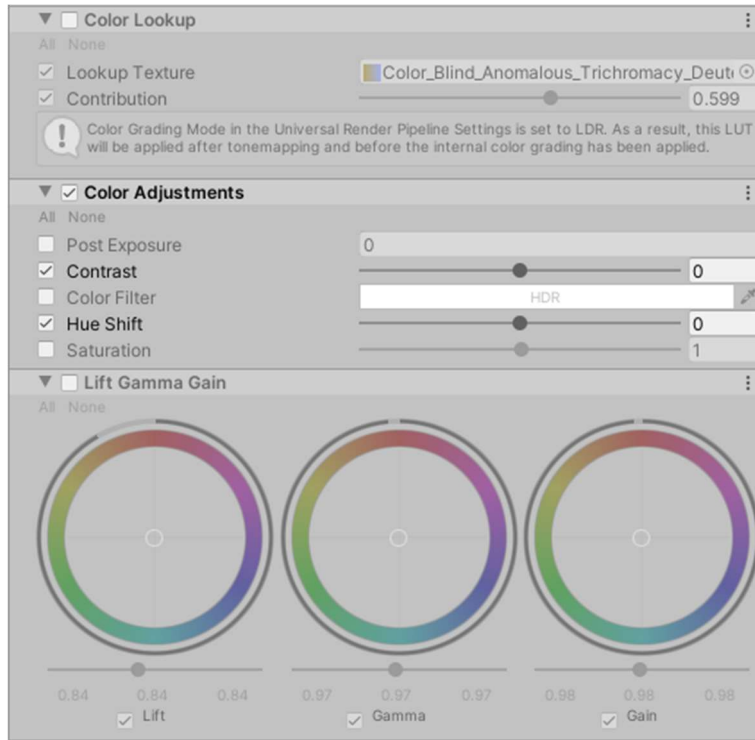 Color Lookup
All None
Lookup Texture Color_Blind_Anomalous_Trichromacy_Deut
Contribution 0.599
Color Grading Mode in the Universal Render Pipeline Settings is set to LDR. As a result, this LUT
will be applied after tonemapping and before the internal color grading has been applied.
Color Adjustments
All None
Post Exposure 0
Contrast 0
Color Filter HDR
Hue Shift 0
Saturation 1
Lift Gamma Gain
All None
0.84 0.84 0.84 0.97 0.97 0.97 0.98 0.98 0.98
Lift Gamma Gain